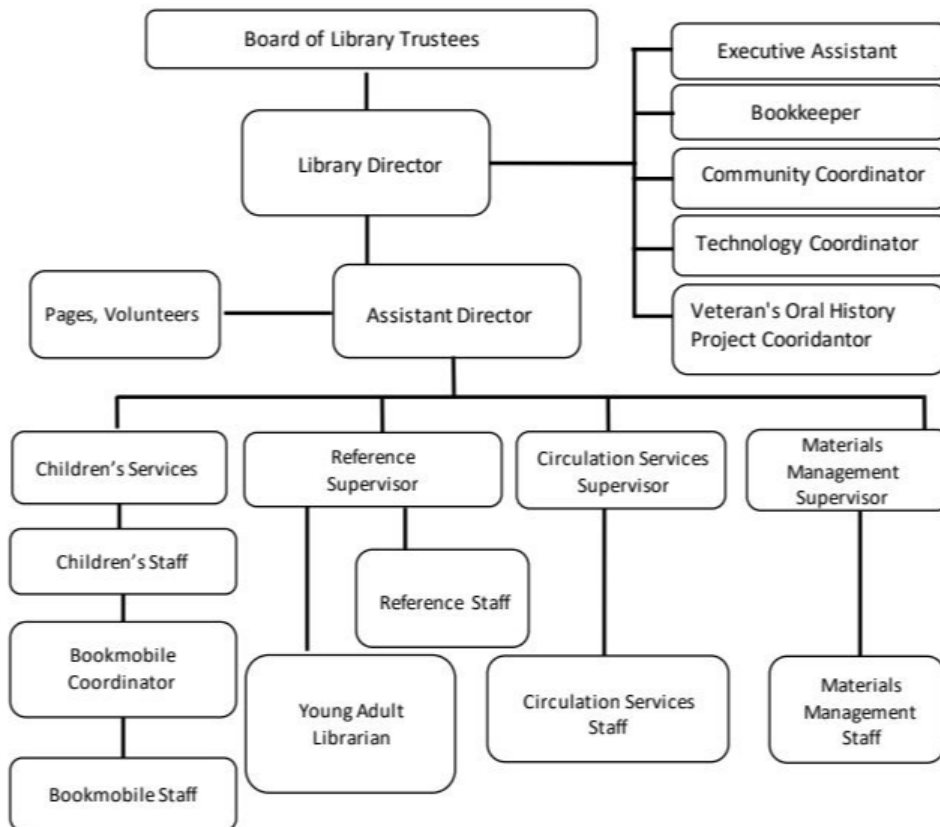 Board of Library Trustees
Executive Assistant
Bookkeeper
Library Director
Community Coordinator
Technology Coordinator
Pages, Volunteers
Assistant Director
Veteran's Oral History
Project Cooridantor
Children's Services
Reference
Supervisor
Circulation Services
Supervisor
Materials
Management
Supervisor
Children's Staff
Reference Staff
Bookmobile
Coordinator
Young Adult
Librarian
Circulation Services
Staff
Materials
Management
Staff
Bookmobile Staff